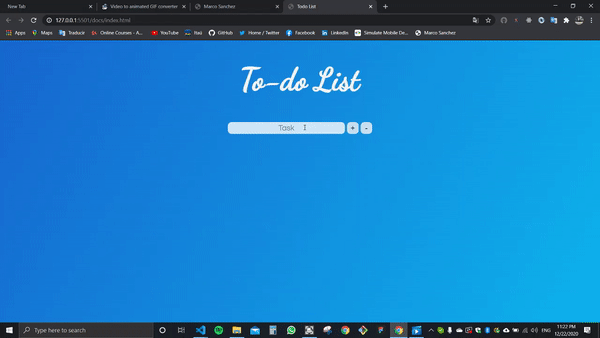 New Tab
Video to animated GIF converter
Marco Sanchez
Todo List
127.0.0.1:5501/docs/index.html
Apps
Maps
Traducir
Online Courses - A...
YouTube
Itaú
GitHub
Home / Twitter
Facebook
LinkedIn
Simulate Mobile De...
Marco Sanchez
To-do List
Task
+
-
Type here to search
ENG
11:22 PM
12/22/2020